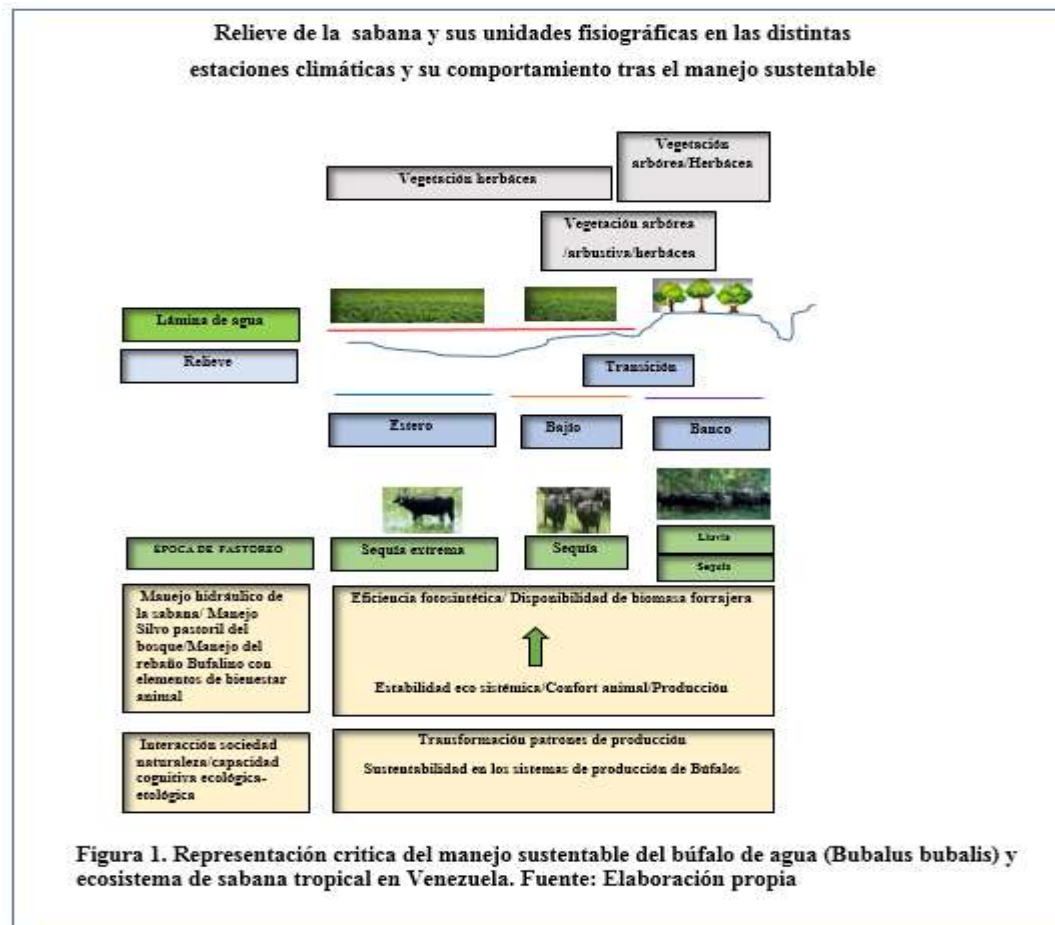 Relieve de la sabana y sus unidades fisiográficas en las distintas
estaciones climáticas y su comportamiento tras el manejo sustentable
Vegetación
arbórea/Herbácea
Vegetación herbácea
Vegetación arbórea
/arbustiva/herbácea
Lámina de agua
Relieve
Transición
Estero
Bajío
Banco
EPOCA DE PASTOREO
Sequía extrema
Sequía
Lluvia
Sequía
Manejo hidráulico de
la sabana/ Manejo
Silvo pastoril del
bosque/Manejo del
rebaño Bufalino con
elementos de bienestar
animal
Eficiencia fotosintética/ Disponibilidad de biomasa forrajera
Estabilidad eco sistémica/Confort animal/Producción
Interacción sociedad
naturaleza/capacidad
cognitiva ecológica-
etológica
Transformación patrones de producción
Sustentabilidad en los sistemas de producción de Búfalos
Figura 1. Representación critica del manejo sustentable del búfalo de agua (Bubalus bubalis) y
ecosistema de sabana tropical en Venezuela. Fuente: Elaboración propia